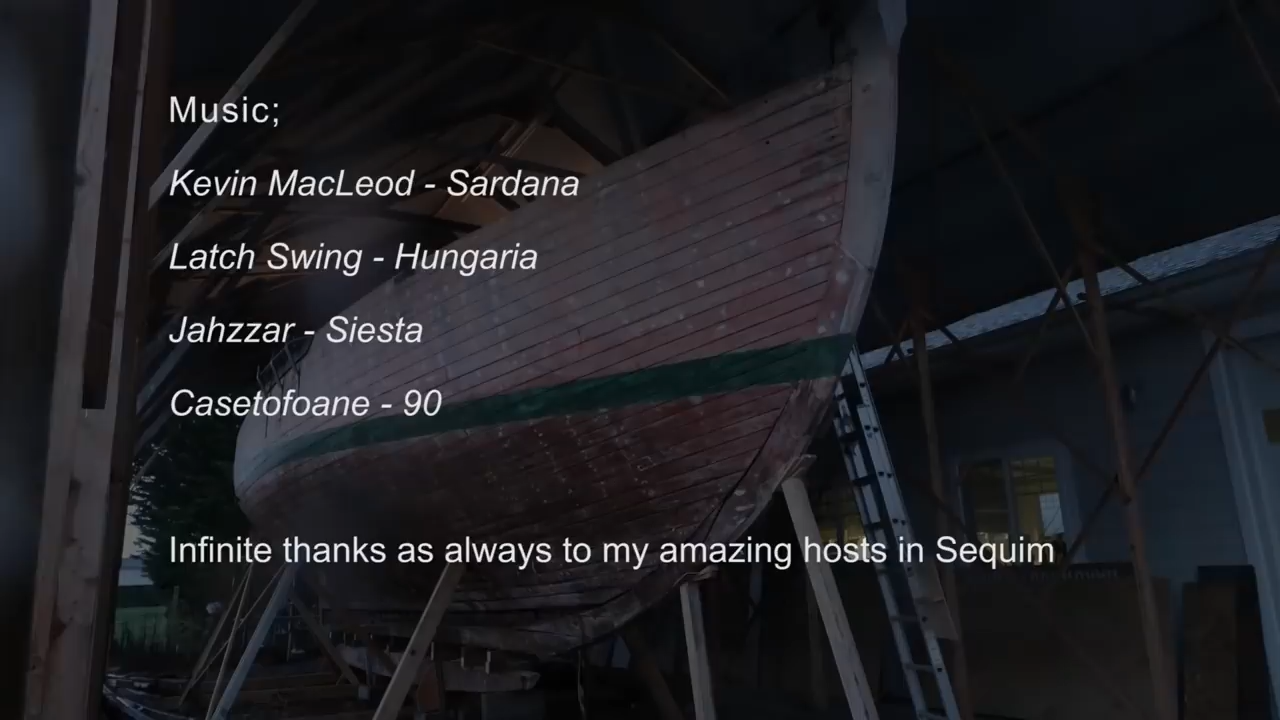 Music;
Kevin MacLeod - Sardana
Latch Swing - Hungaria
Jahzzar - Siesta
Casetofoane - 90
Infinite thanks as always to my amazing hosts in Sequim